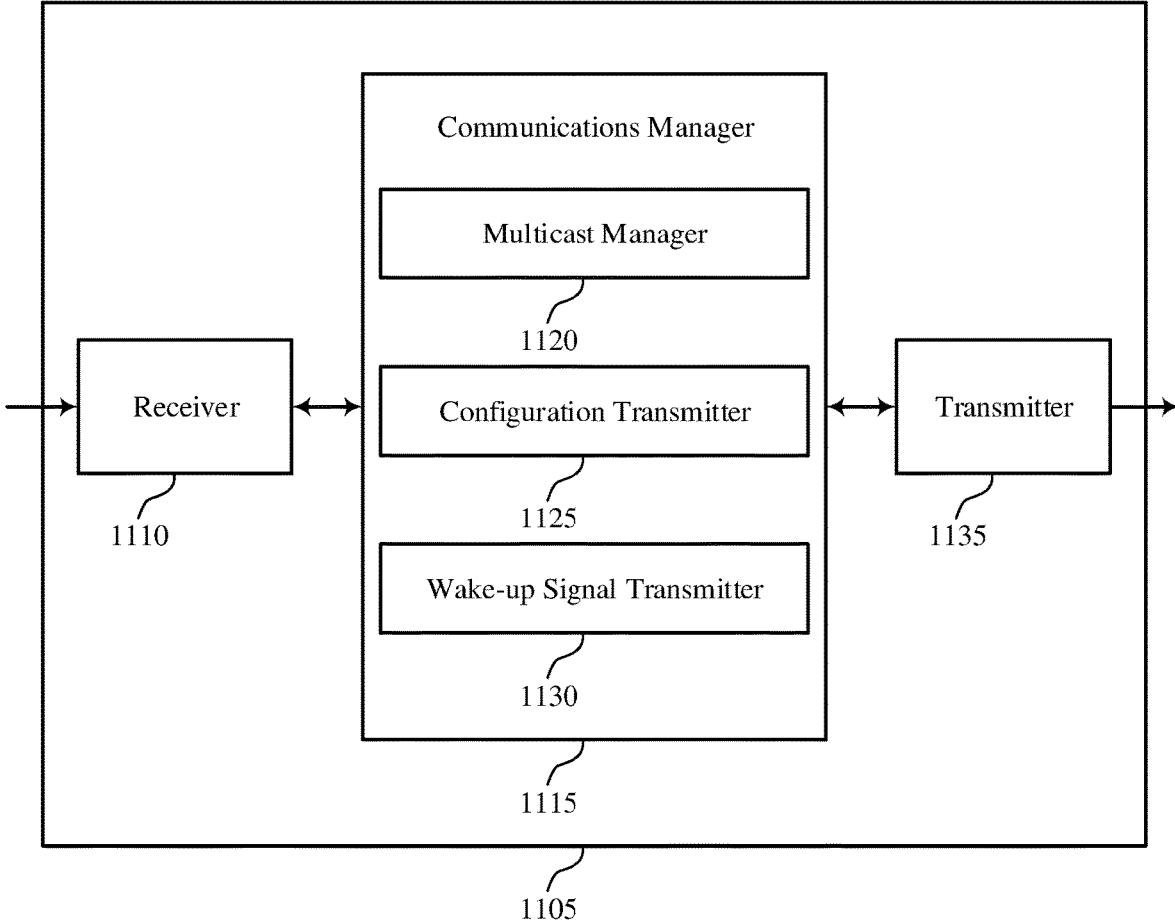 Communications Manager
Multicast Manager
1120
Receiver
1110
Configuration Transmitter
1125
Transmitter
1135
Wake-up Signal Transmitter
1130
1115
1105